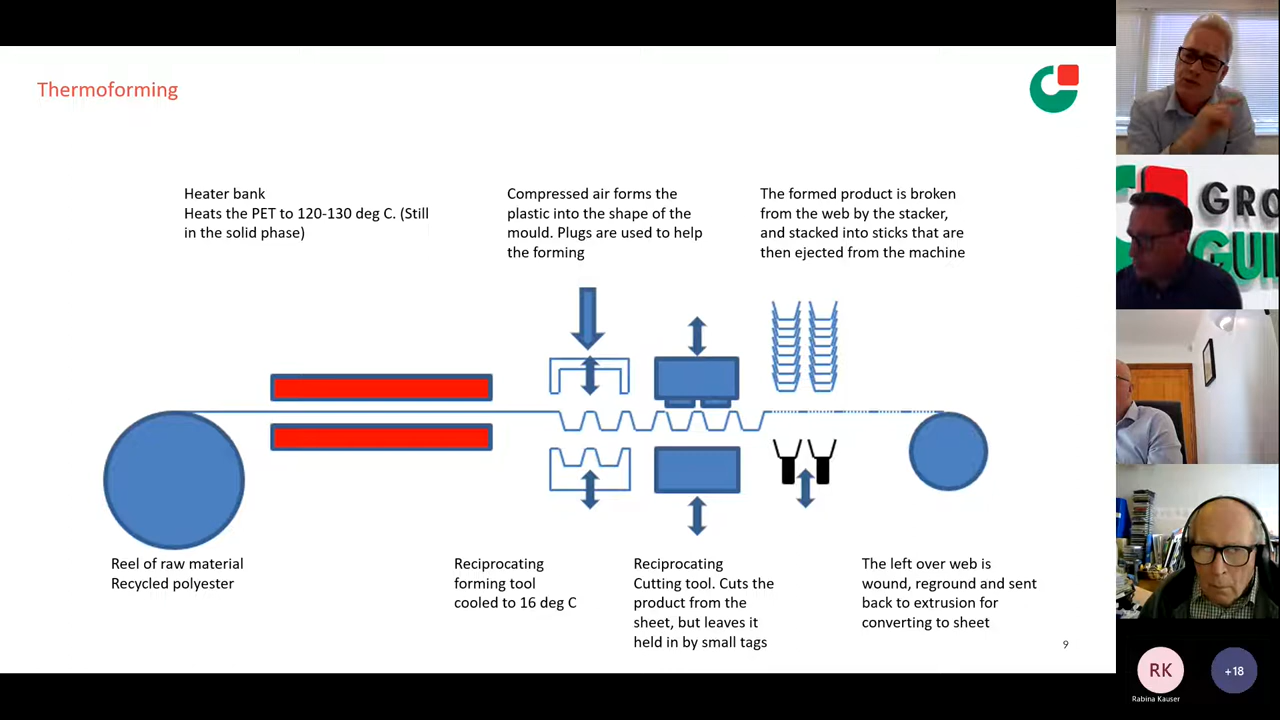 Thermoforming
Heater bank
Heats the PET to 120-130 deg C. (Still
in the solid phase)
Compressed air forms the
plastic into the shape of the
mould. Plugs are used to help
the forming
The formed product is broken
from the web by the stacker,
and stacked into sticks that are
then ejected from the machine
Reel of raw material
Recycled polyester
Reciprocating
forming tool
cooled to 16 deg C
Reciprocating
Cutting tool. Cuts the
product from the
sheet, but leaves it
held in by small tags
The left over web is
wound, reground and sent
back to extrusion for
converting to sheet
9
GRO
GUI
RK
+18
Rabina Kauser